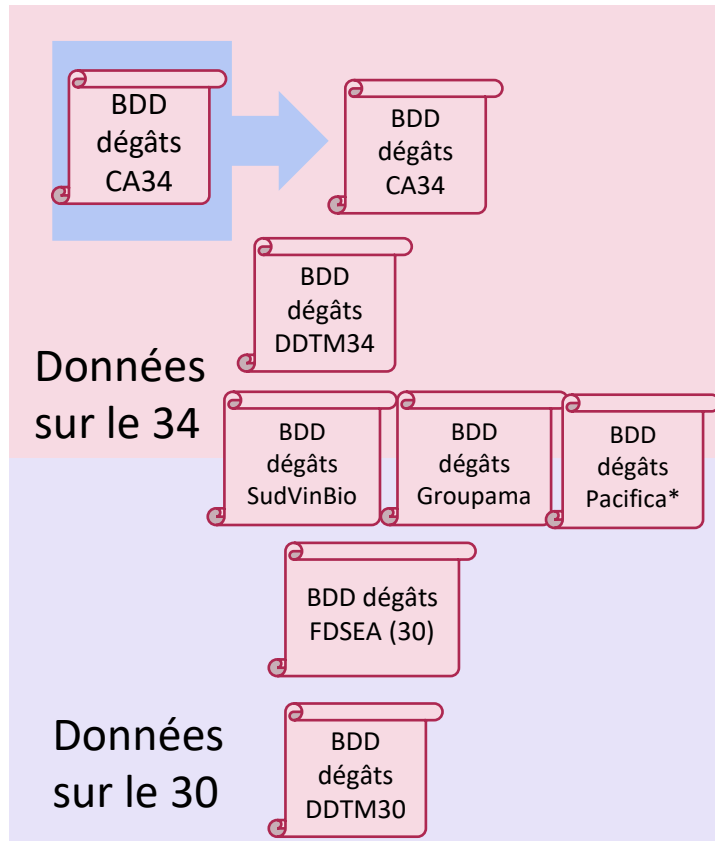 BDD
dégâts
CA34
BDD
dégâts
CA34
BDD
dégâts
DDTM34
Données
sur le 34
BDD
dégâts
SudVinBio
BDD
dégâts
Groupama
BDD
dégâts
Pacifica*
BDD dégâts
FDSEA (30)
Données
sur le 30
BDD
dégâts
DDTM30